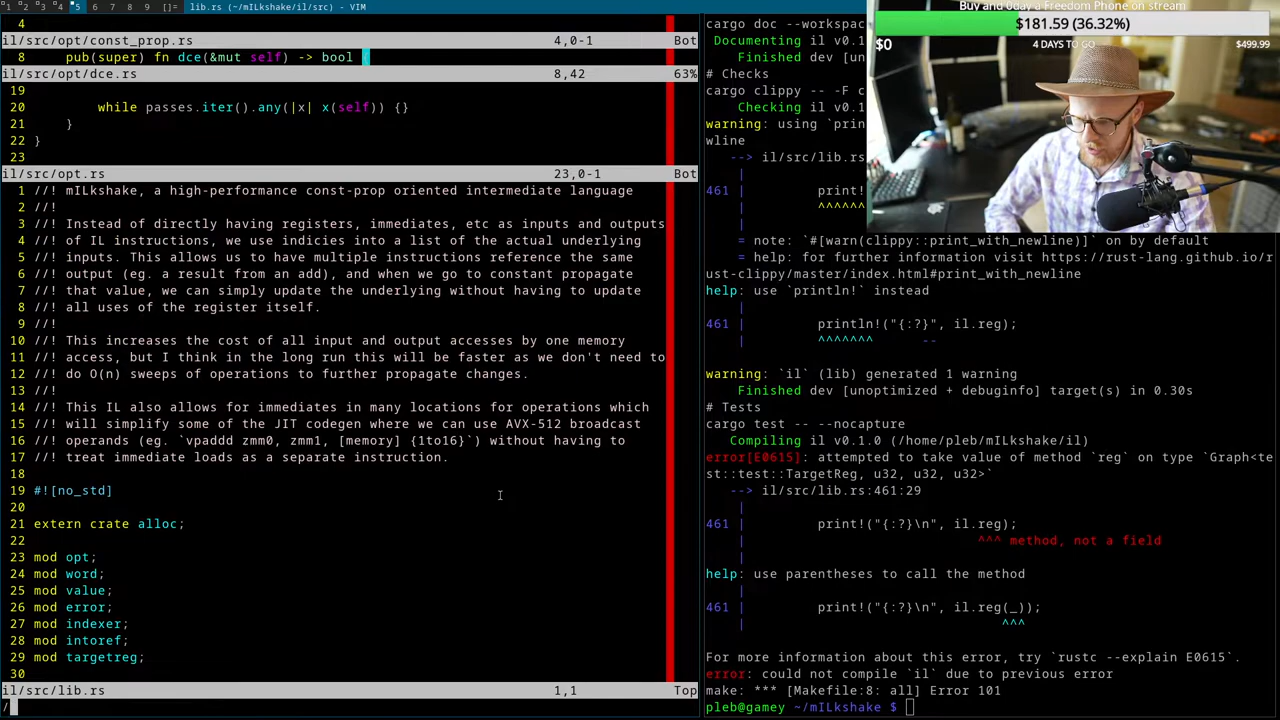 1 2 3 4 5 6 7 8 9 []= lib.rs (~/mILkshake/il/src) - VIM
4
il/src/opt/const_prop.rs 4,0-1 Bot
8 pub(super) fn dce(&mut self) -> bool {
il/src/opt/dce.rs 8,42 63%
19
20 while passes.iter().any(|x| x(self)) {}
21 }
22 }
23
il/src/opt.rs 23,0-1 Bot
1 //! mILkshake, a high-performance const-prop oriented intermediate language
2 //!
3 //! Instead of directly having registers, immediates, etc as inputs and outputs
4 //! of IL instructions, we use indicies into a list of the actual underlying
5 //! inputs. This allows us to have multiple instructions reference the same
6 //! output (eg. a result from an add), and when we go to constant propagate
7 //! that value, we can simply update the underlying without having to update
8 //! all uses of the register itself.
9 //!
10 //! This increases the cost of all input and output accesses by one memory
11 //! access, but I think in the long run this will be faster as we don't need to
12 //! do O(n) sweeps of operations to further propagate changes.
13 //!
14 //! This IL also allows for immediates in many locations for operations which
15 //! will simplify some of the JIT codegen where we can use AVX-512 broadcast
16 //! operands (eg. `vpaddd zmm0, zmm1, [memory] {1to16}`) without having to
17 //! treat immediate loads as a separate instruction.
18
19 #![no_std]
20
21 extern crate alloc;
22
23 mod opt;
24 mod word;
25 mod value;
26 mod error;
27 mod indexer;
28 mod intoref;
29 mod targetreg;
30
il/src/lib.rs 1,1 Top
/
cargo doc --workspac
Documenting il v0.1
Finished dev [un
# Checks
cargo clippy -- -F c
Checking il v0.1
warning: using `prin
wline
--> il/src/lib.rs
|
461 | print!
| ^^^^^^
|
= note: `#[warn(clippy::print_with_newline)]` on by default
= help: for further information visit https://rust-lang.github.io/r
ust-clippy/master/index.html#print_with_newline
help: use `println!` instead
|
461 | println!("{:?}", il.reg);
| ^^^^^^^ --
warning: `il` (lib) generated 1 warning
Finished dev [unoptimized + debuginfo] target(s) in 0.30s
# Tests
cargo test -- --nocapture
Compiling il v0.1.0 (/home/pleb/mILkshake/il)
error[E0615]: attempted to take value of method `reg` on type `Graph<te
st::test::TargetReg, u32, u32, u32>`
--> il/src/lib.rs:461:29
|
461 | print!("{:?}\n", il.reg);
| ^^^ method, not a field
|
help: use parentheses to call the method
|
461 | print!("{:?}\n", il.reg(_));
| ^^^
For more information about this error, try `rustc --explain E0615`.
error: could not compile `il` due to previous error
make: *** [Makefile:8: all] Error 101
pleb@gamey ~/mILkshake $
Buy and 0day a Freedom Phone on stream
$181.59 (36.32%)
$0 4 DAYS TO GO $499.99